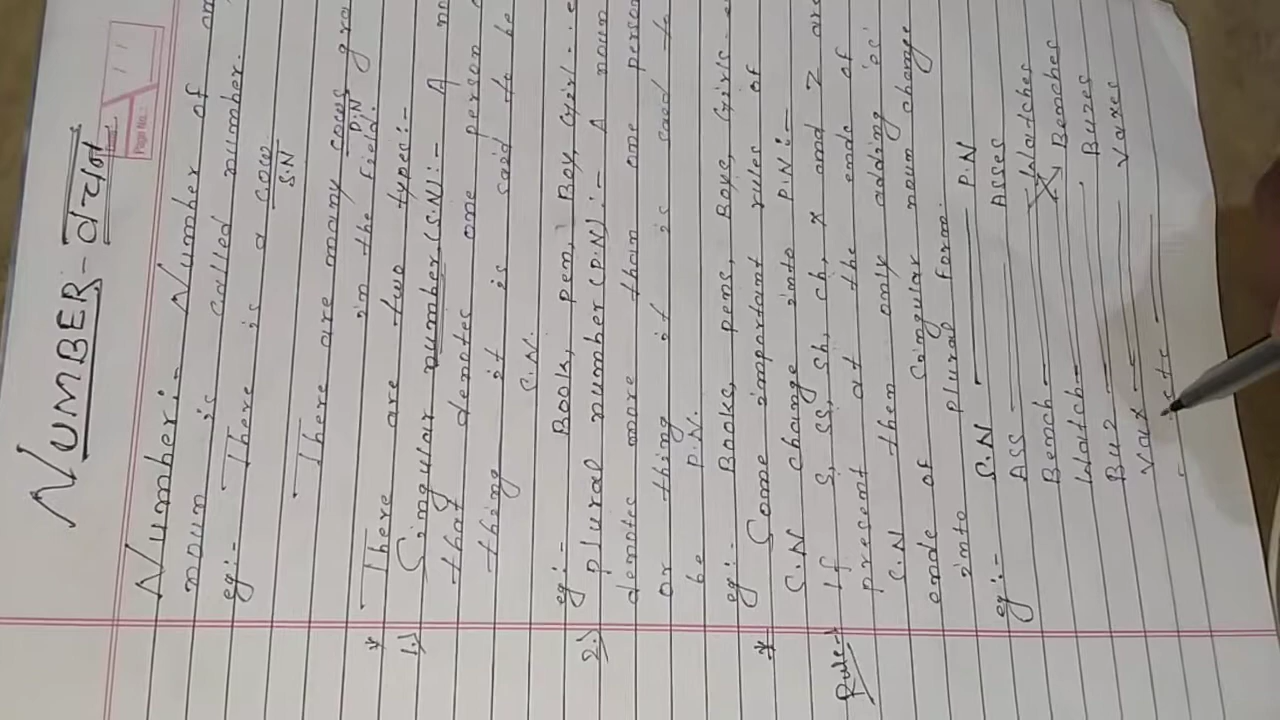 NUMBER - वचन
Page No.:
Number:- Number of
noun is called number.
eg:- There is a cow
S.N
There are many cows
P.N
in the field.
* There are two types:-
1.) Singular number (S.N):- A
that denotes one person
thing it is said to be
S.N.
eg:- Book, pen, Boy, Girl...
2.) plural number (P.N):- A noun
denotes more than one person
or thing it is said to
be P.N.
eg:- Books, pens, Boys, Girls
* Some important rules of
S.N change into P.N:-
Rule→ If S, SS, Sh, ch, x and Z are
present at the ende of
S.N them only adding es'
ende of singular noun change
into plural form.
eg:- S.N P.N
Ass Asses
Bench Watches
Watch Benches
Buz Buzes
Vax Vaxes